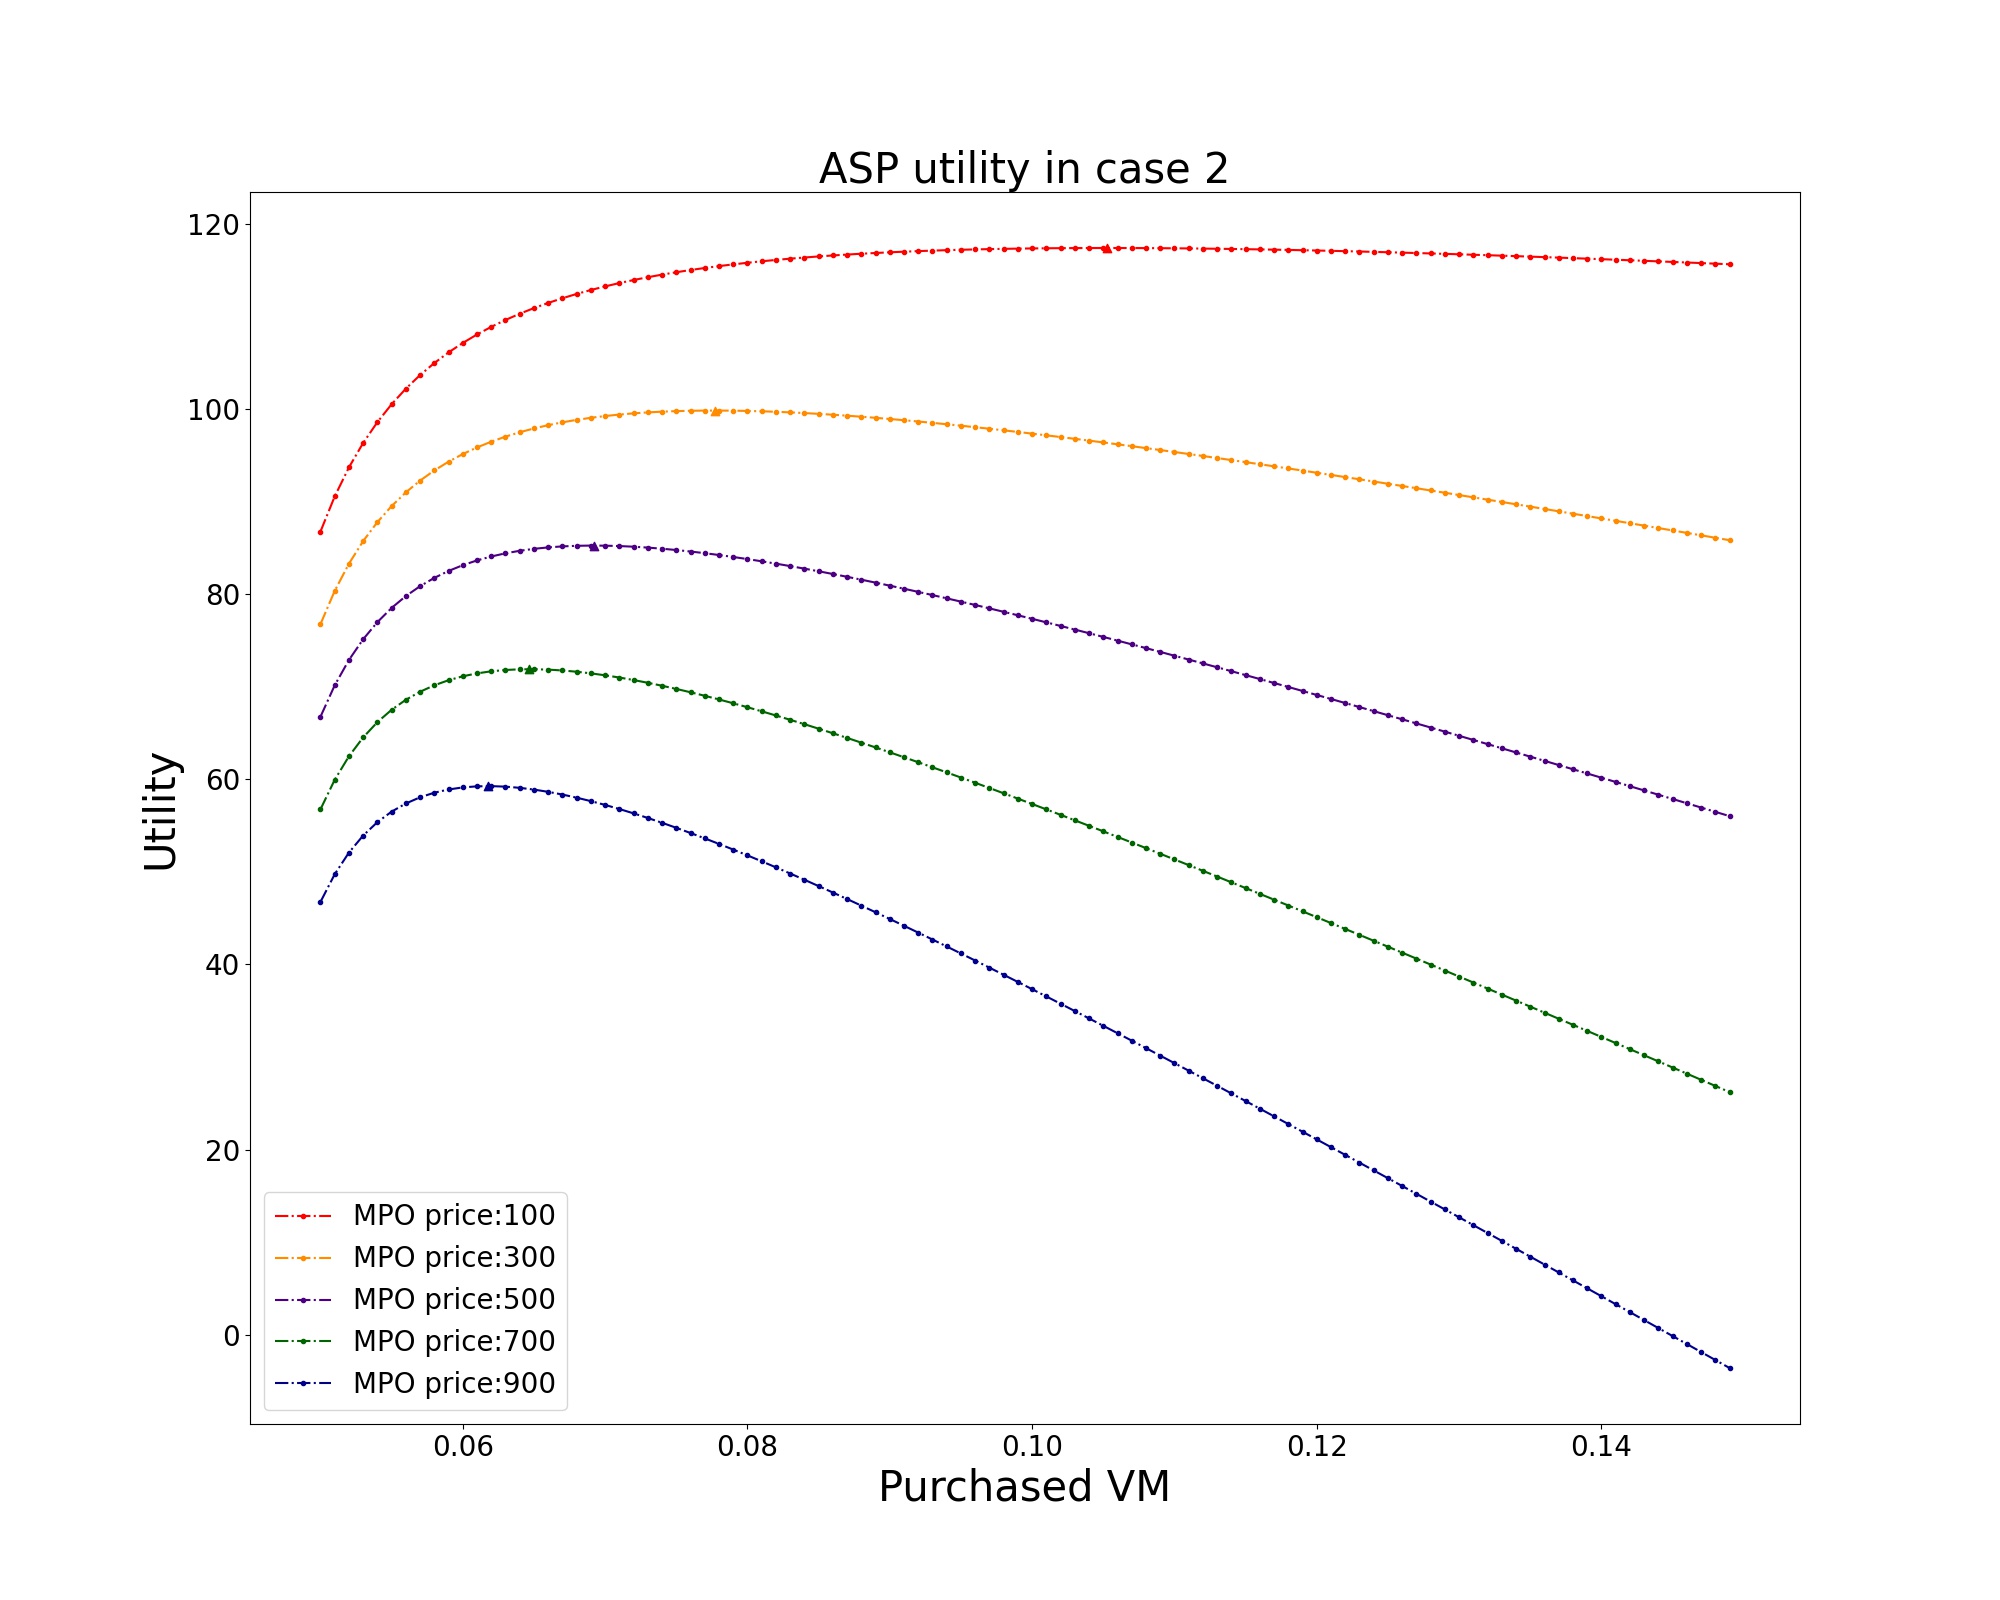 ASP utility in case 2
120
100
80
60
40
20
0
Utility
MPO price:100
MPO price:300
MPO price:500
MPO price:700
MPO price:900
0.06 0.08 0.10 0.12 0.14
Purchased VM